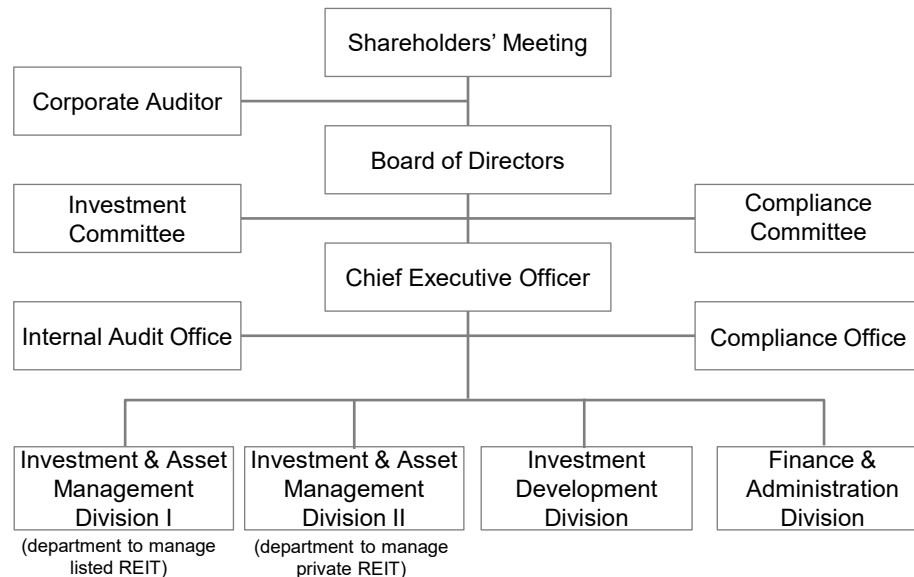 Shareholders’ Meeting
Corporate Auditor
Board of Directors
Investment
Committee
Compliance
Committee
Chief Executive Officer
Internal Audit Office
Compliance Office
Investment & Asset
Management
Division I
(department to manage
listed REIT)
Investment & Asset
Management
Division II
(department to manage
private REIT)
Investment
Development
Division
Finance &
Administration
Division